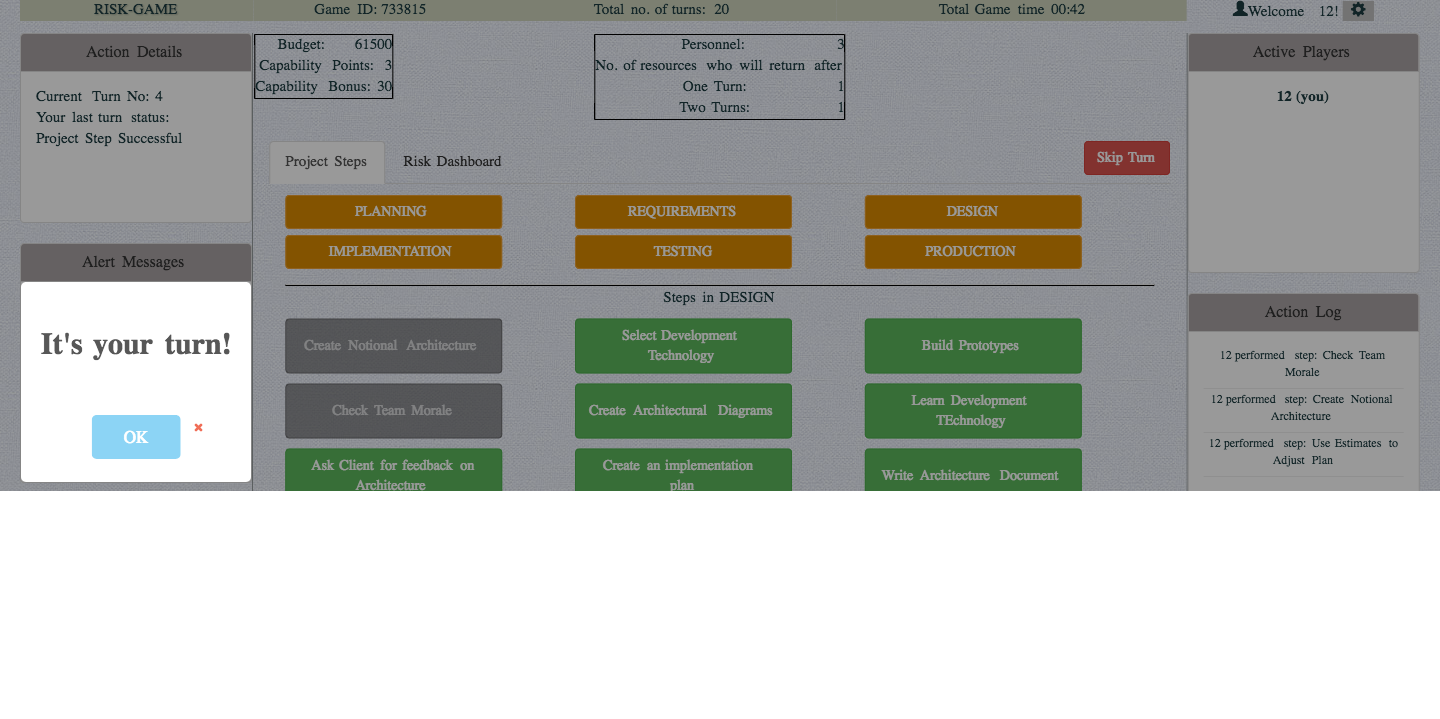 RISK-GAME
Game ID: 733815
Total no. of turns: 20
Total Game time 00:42
Welcome 12!
Action Details
Current Turn No: 4
Your last turn status:
Project Step Successful
Alert Messages
It's your turn!
OK
Budget: 61500
Capability Points: 3
Capability Bonus: 30
Personnel: 3
No. of resources who will return after
One Turn: 1
Two Turns: 1
Project Steps
Risk Dashboard
Skip Turn
PLANNING
REQUIREMENTS
DESIGN
IMPLEMENTATION
TESTING
PRODUCTION
Steps in DESIGN
Create Notional Architecture
Select Development
Technology
Build Prototypes
Check Team Morale
Create Architectural Diagrams
Learn Development
TEchnology
Ask Client for feedback on
Architecture
Create an implementation
plan
Write Architecture Document
Active Players
12 (you)
Action Log
12 performed step: Check Team
Morale
12 performed step: Create Notional
Architecture
12 performed step: Use Estimates to
Adjust Plan